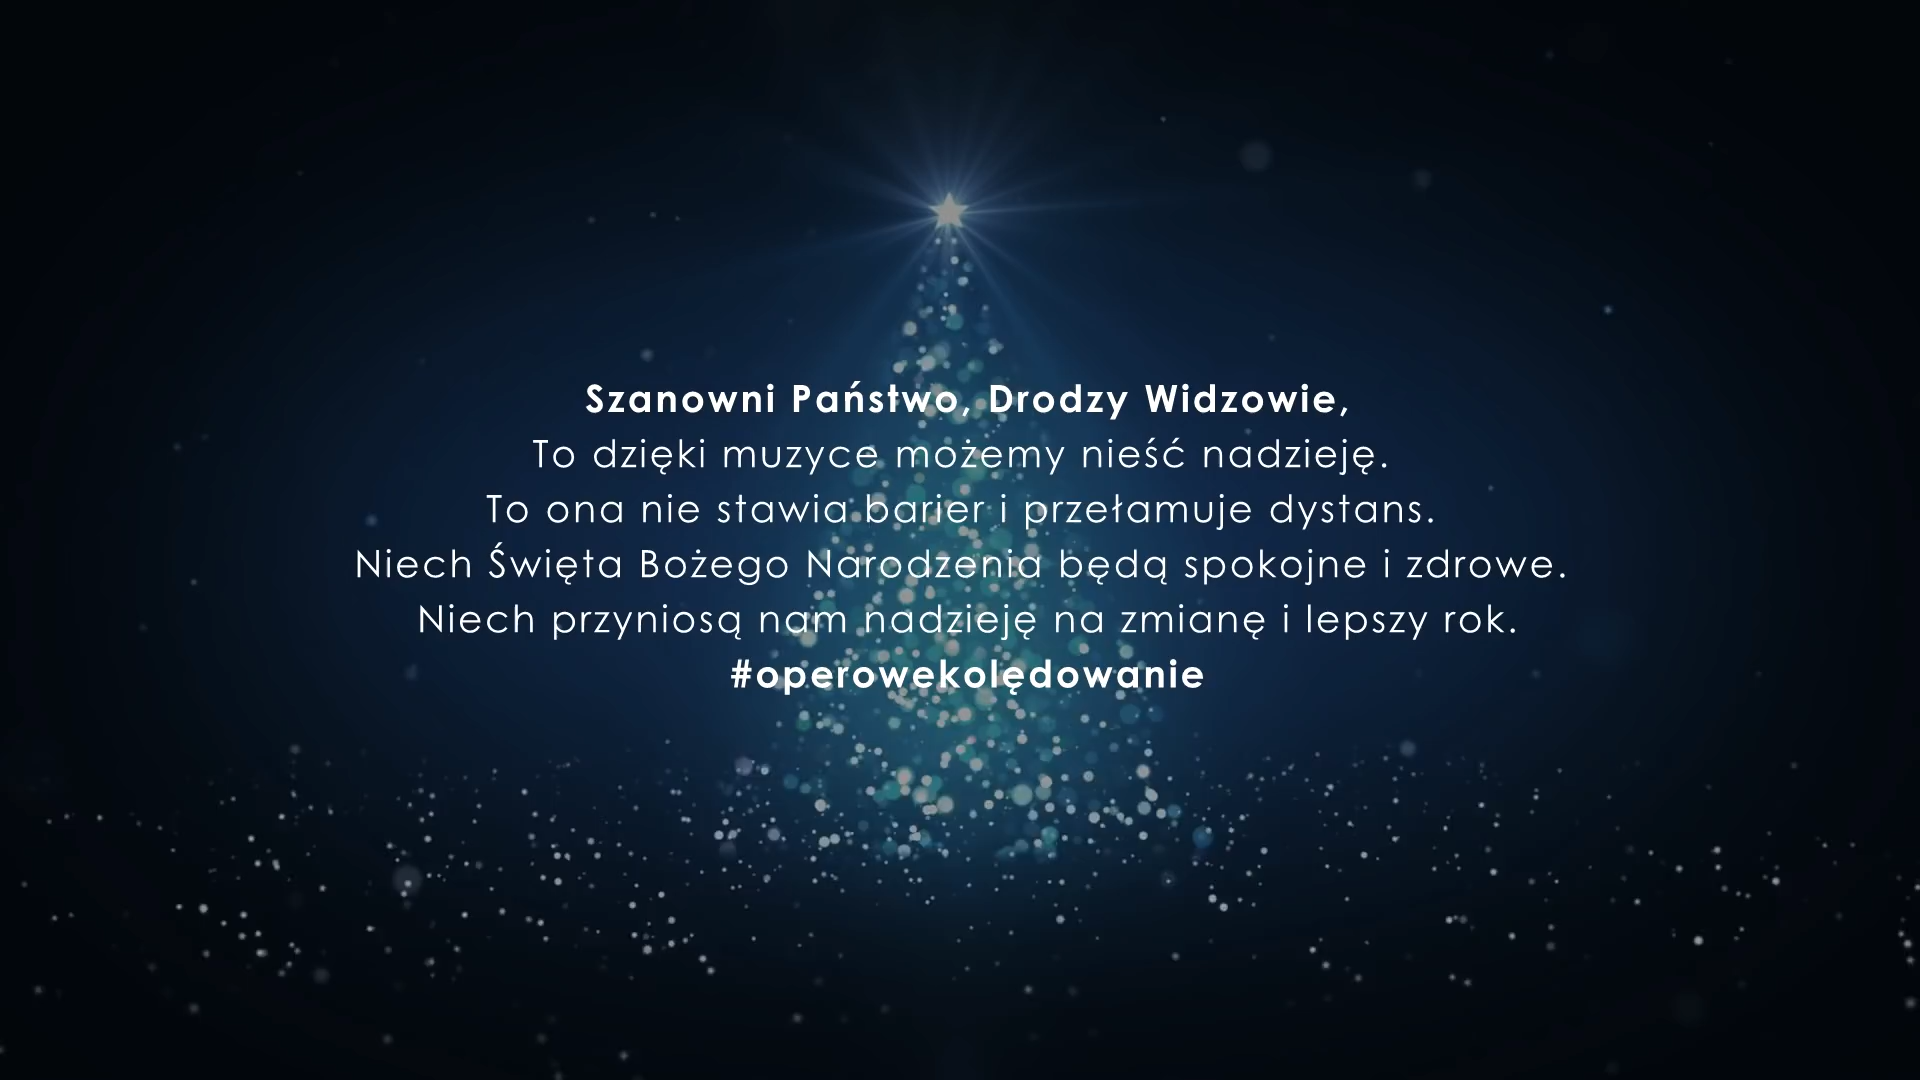 Szanowni Państwo, Drodzy Widzowie,
To dzięki muzyce możemy nieść nadzieję.
To ona nie stawia barier i przełamuje dystans.
Niech Święta Bożego Narodzenia będą spokojne i zdrowe.
Niech przyniosą nam nadzieję na zmianę i lepszy rok.
#operowekolędowanie